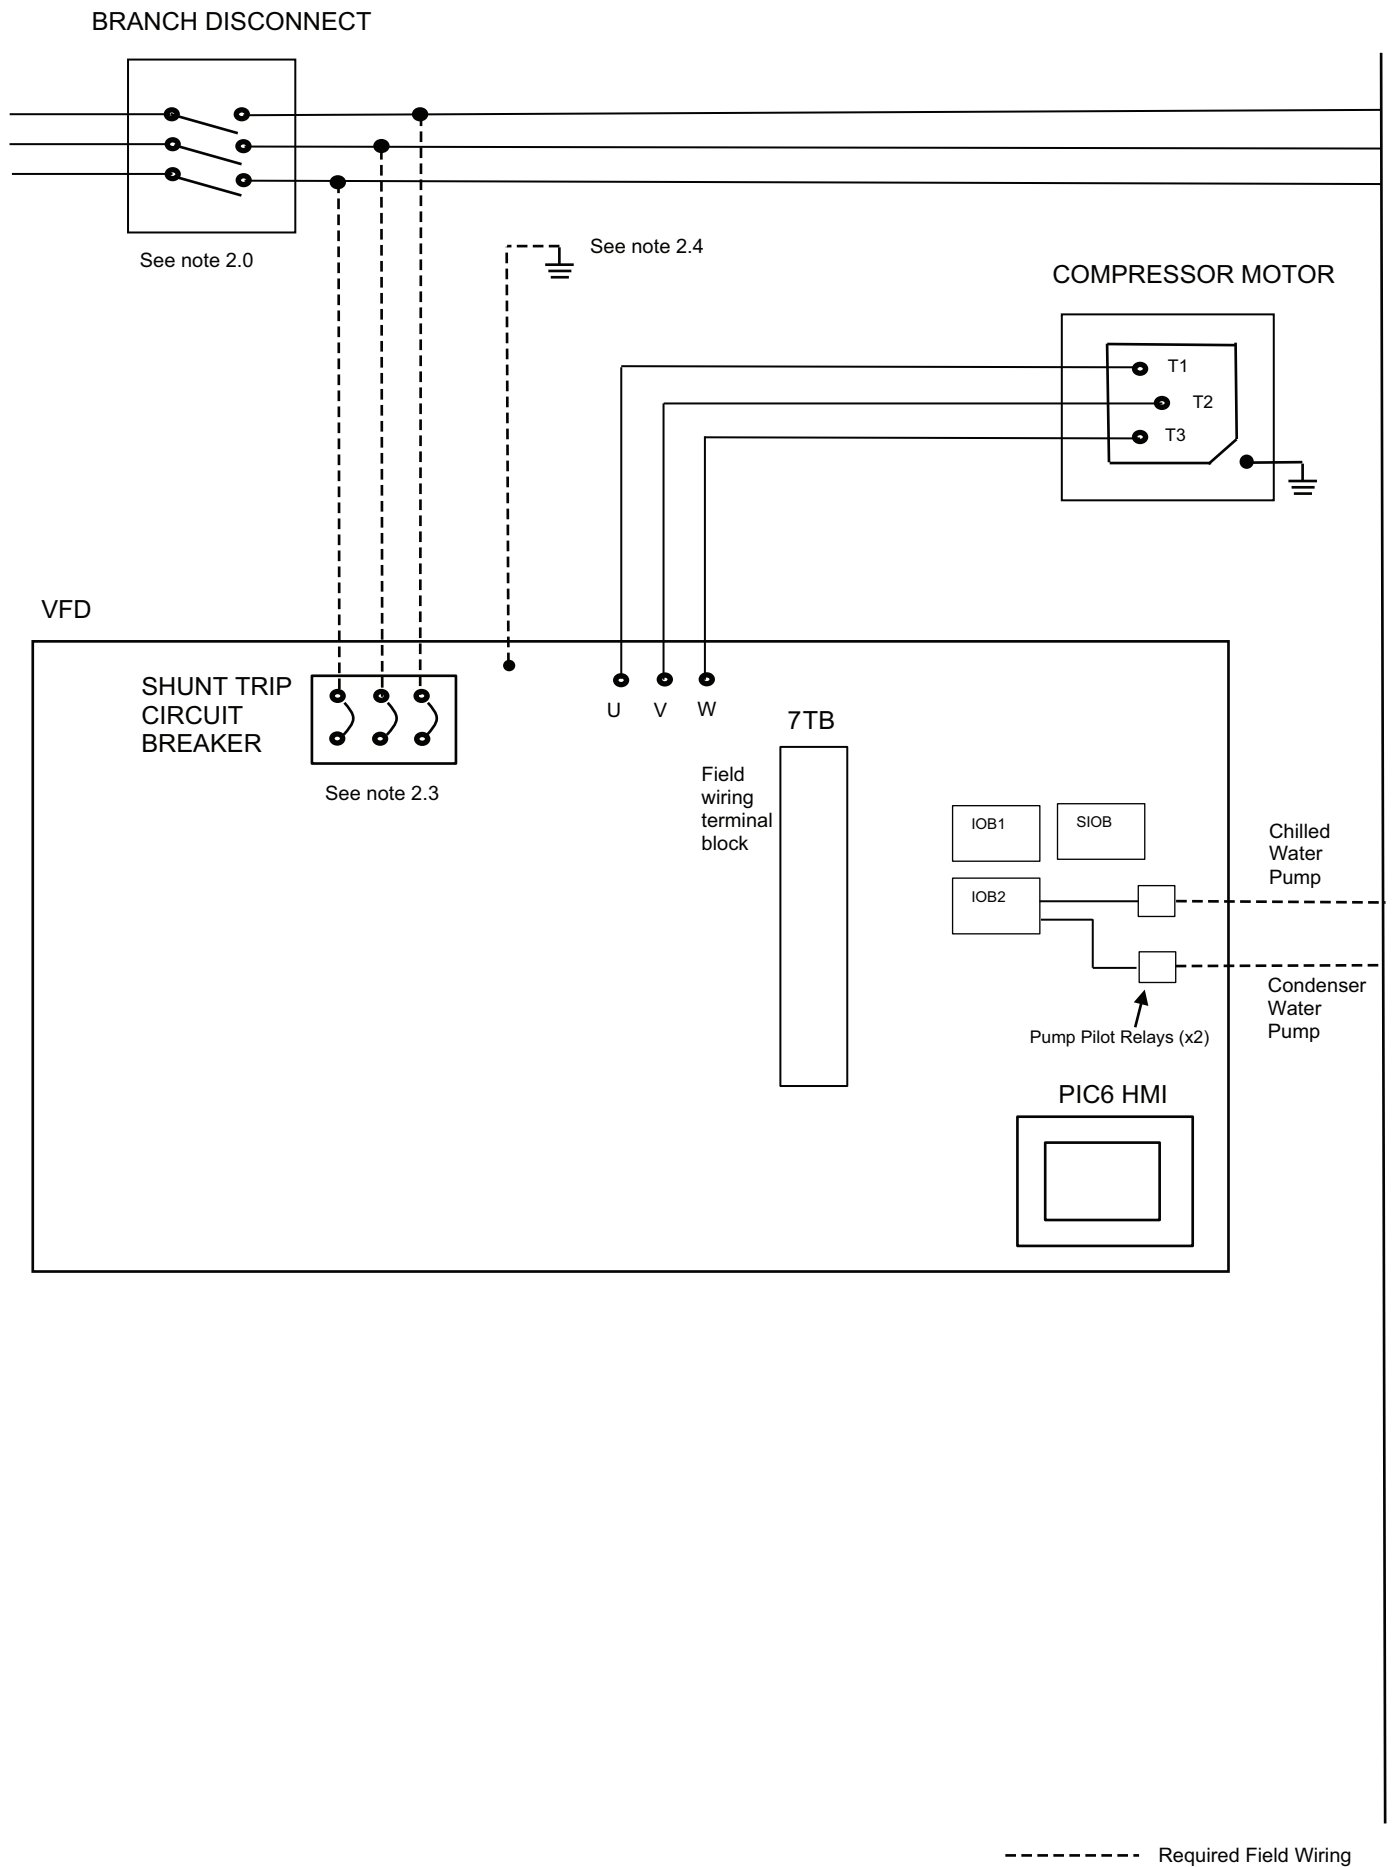 BRANCH DISCONNECT
See note 2.0
See note 2.4
COMPRESSOR MOTOR
T1
T2
T3
VFD
SHUNT TRIP
CIRCUIT
BREAKER
See note 2.3
U
V
W
7TB
Field
wiring
terminal
block
IOB1
SIOB
IOB2
Chilled
Water
Pump
Condenser
Water
Pump
Pump Pilot Relays (x2)
PIC6 HMI
Required Field Wiring